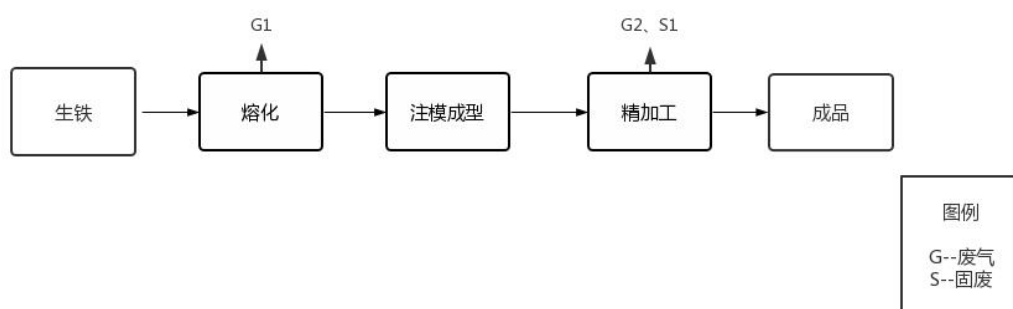 G1
G2、S1
生铁
熔化
注模成型
精加工
成品
图例
G--废气
S--固废